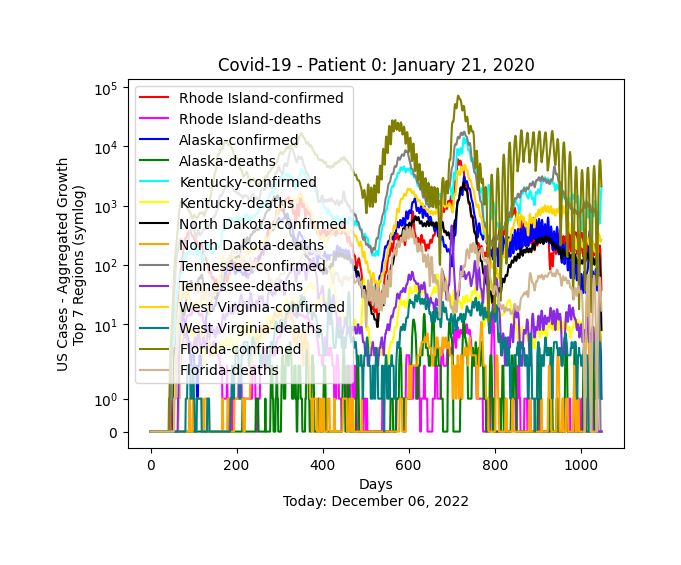 Covid-19 - Patient 0: January 21, 2020
US Cases - Aggregated Growth
Top 7 Regions (symlog)
10^5
10^4
10^3
10^2
10^1
10^0
0
Rhode Island-confirmed
Rhode Island-deaths
Alaska-confirmed
Alaska-deaths
Kentucky-confirmed
Kentucky-deaths
North Dakota-confirmed
North Dakota-deaths
Tennessee-confirmed
Tennessee-deaths
West Virginia-confirmed
West Virginia-deaths
Florida-confirmed
Florida-deaths
0 200 400 600 800 1000
Days
Today: December 06, 2022